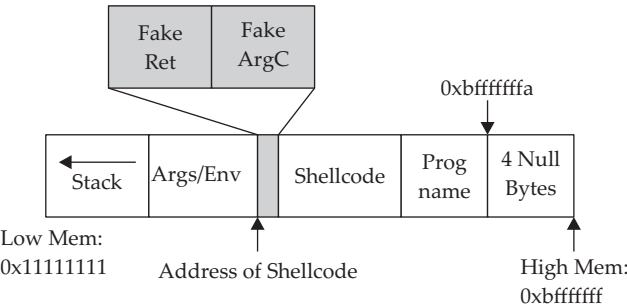 Fake
Ret
Fake
ArgC
0xbfffffffa
Stack
Args/Env
Shellcode
Prog
name
4 Null
Bytes
Low Mem:
0x11111111
Address of Shellcode
High Mem:
0xbfffffff